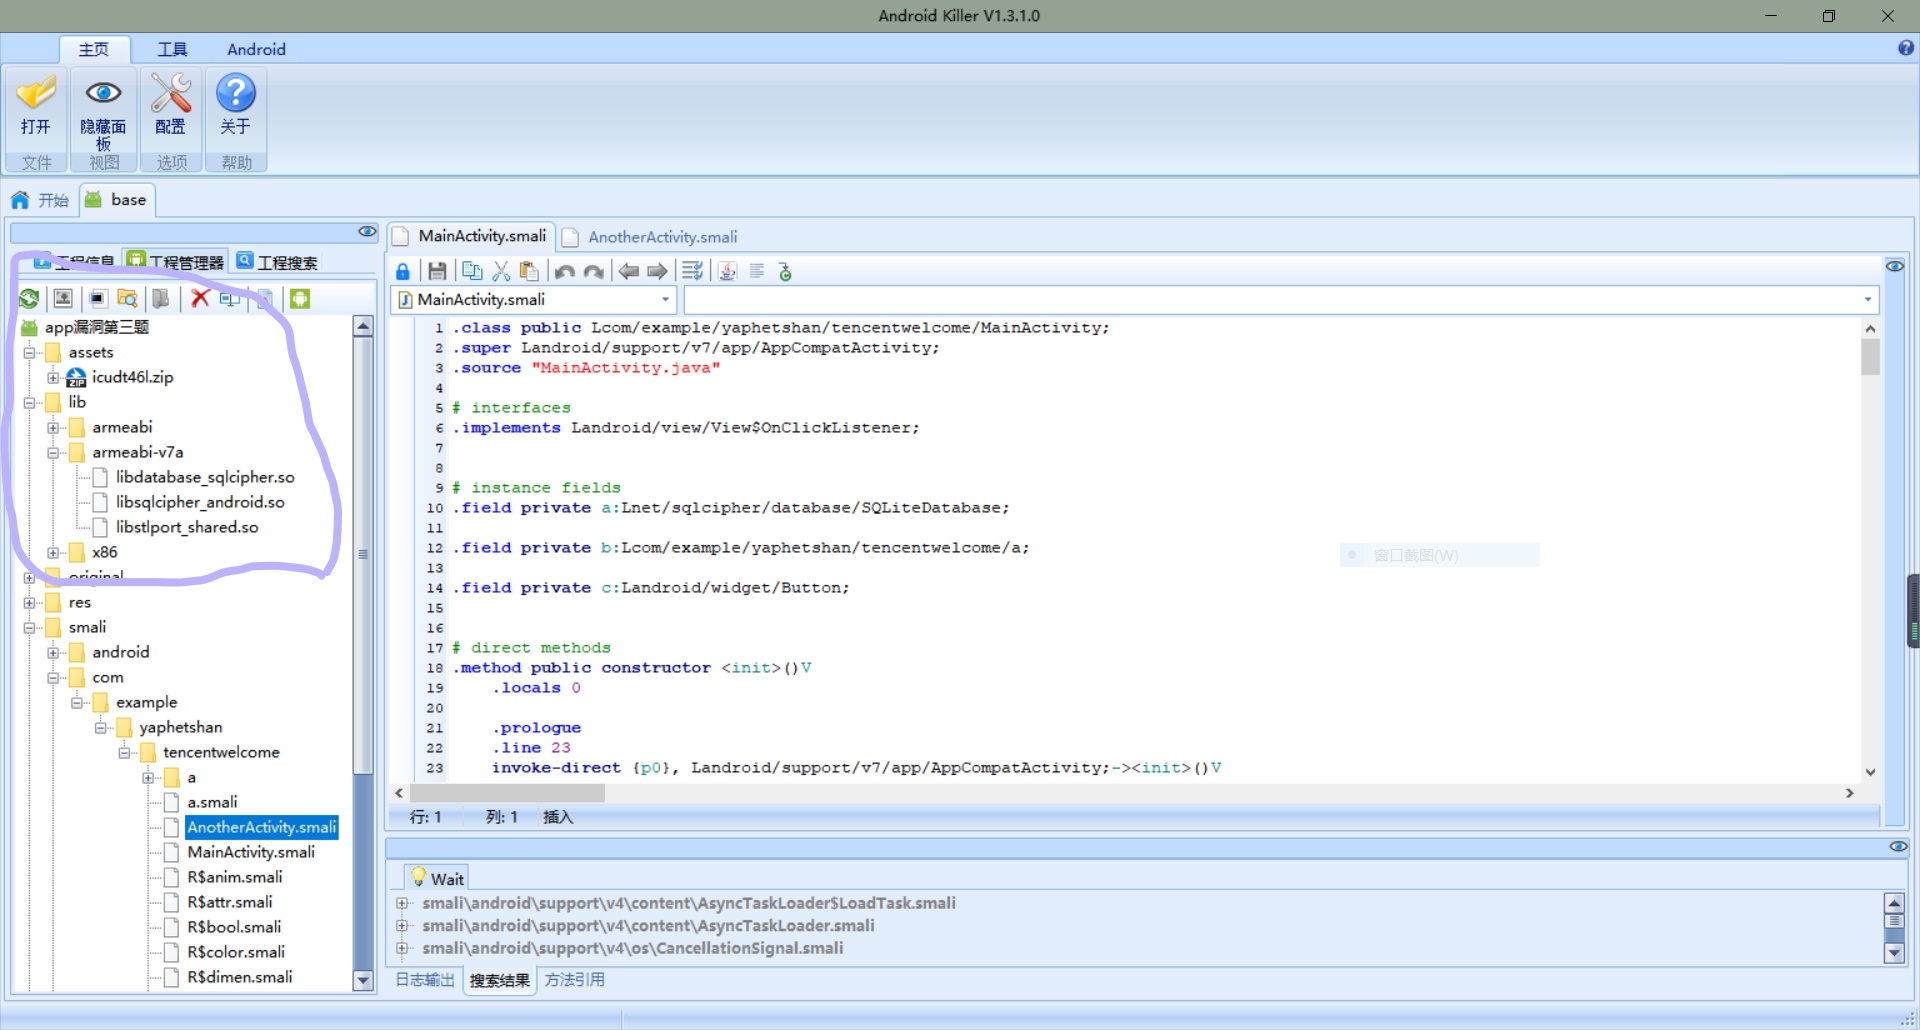 Android Killer V1.3.1.0
主页 工具 Android
打开 隐藏面板 配置 关于
文件 视图 选项 帮助
开始 base
工程信息 工程管理器 工程搜索
app漏洞第三题
assets
icudt46l.zip
lib
armeabi
armeabi-v7a
libdatabase_sqlcipher.so
libsqlcipher_android.so
libstlport_shared.so
x86
original
res
smali
android
com
example
yaphetshan
tencentwelcome
a
a.smali
AnotherActivity.smali
MainActivity.smali
R$anim.smali
R$attr.smali
R$bool.smali
R$color.smali
R$dimen.smali
MainActivity.smali AnotherActivity.smali
MainActivity.smali
1 .class public Lcom/example/yaphetshan/tencentwelcome/MainActivity;
2 .super Landroid/support/v7/app/AppCompatActivity;
3 .source "MainActivity.java"
4
5 # interfaces
6 .implements Landroid/view/View$OnClickListener;
7
8
9 # instance fields
10 .field private a:Lnet/sqlcipher/database/SQLiteDatabase;
11
12 .field private b:Lcom/example/yaphetshan/tencentwelcome/a;
13
14 .field private c:Landroid/widget/Button;
15
16
17 # direct methods
18 .method public constructor <init>()V
19 .locals 0
20
21 .prologue
22 .line 23
23 invoke-direct {p0}, Landroid/support/v7/app/AppCompatActivity;-><init>()V
窗口截图(W)
行: 1 列: 1 插入
Wait
smali\android\support\v4\content\AsyncTaskLoader$LoadTask.smali
smali\android\support\v4\content\AsyncTaskLoader.smali
smali\android\support\v4\os\CancellationSignal.smali
日志输出 搜索结果 方法引用